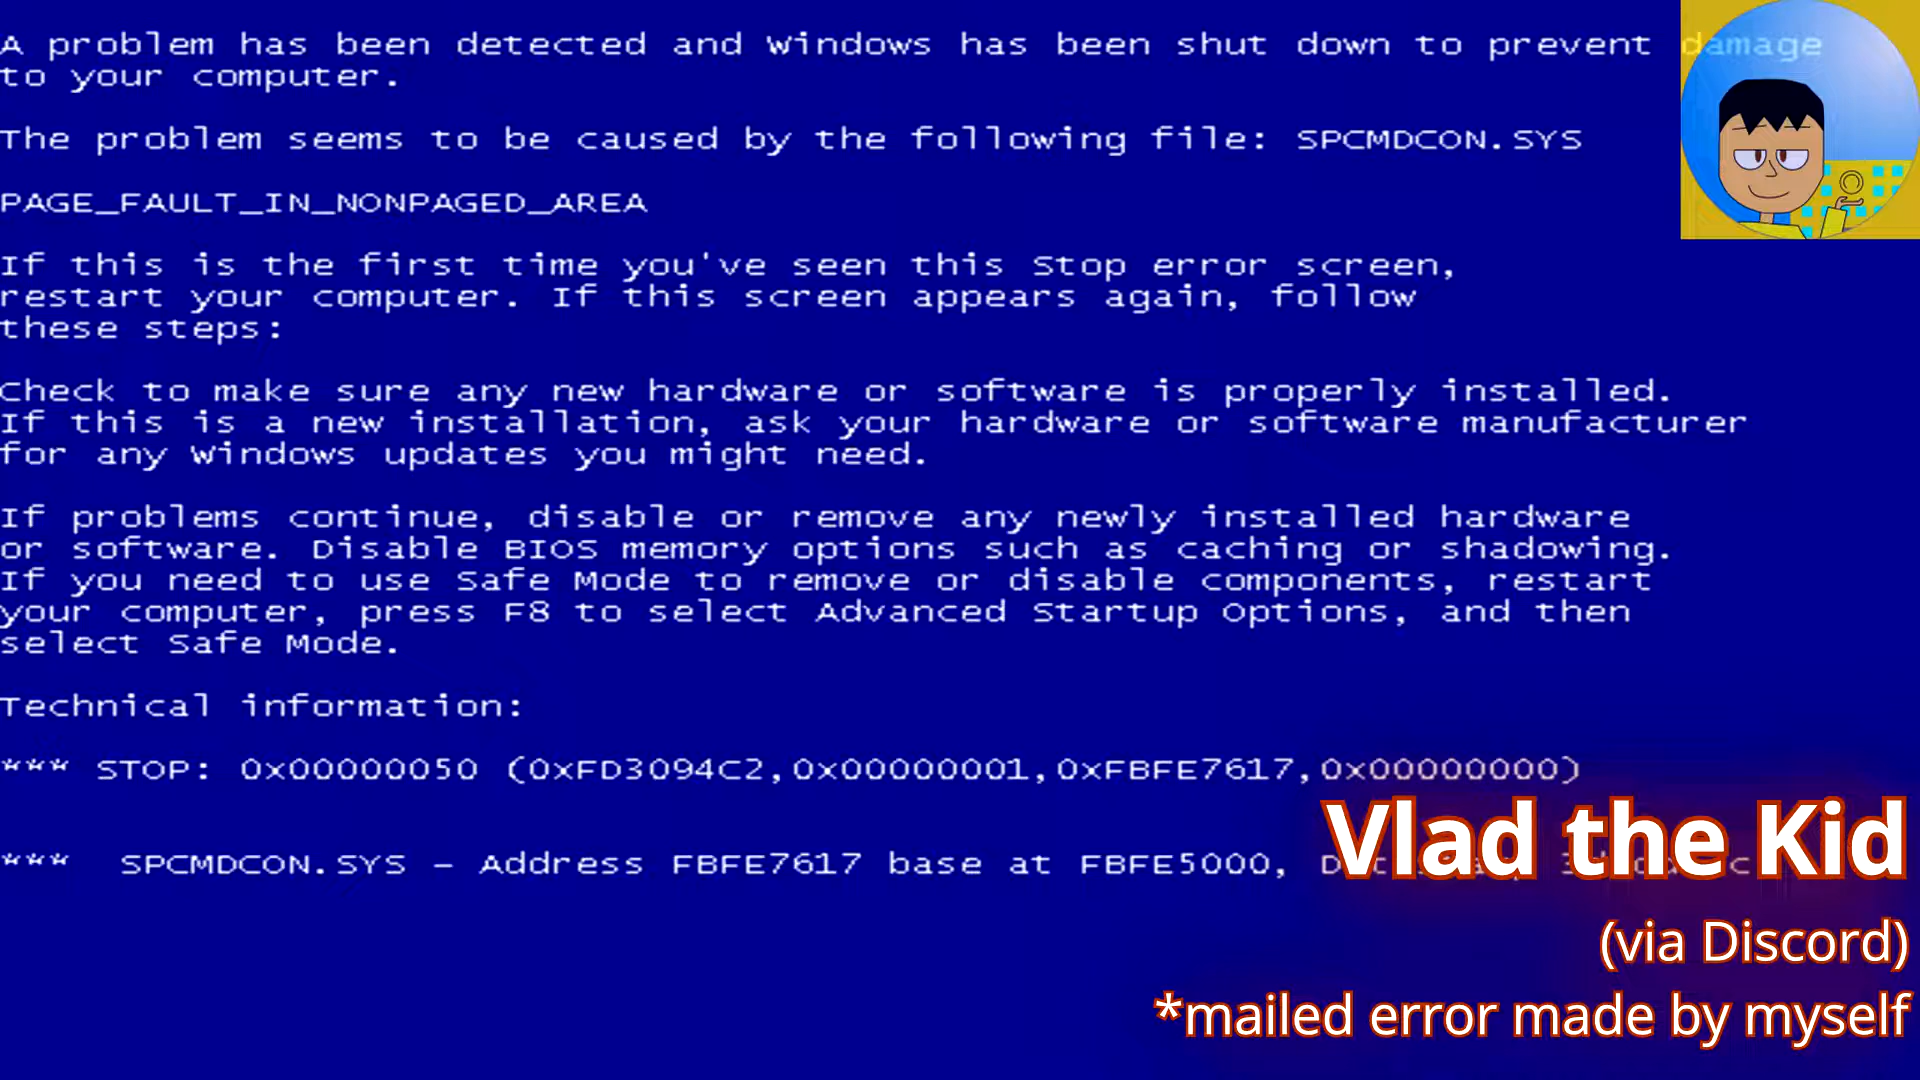 A problem has been detected and Windows has been shut down to prevent damage
to your computer.
The problem seems to be caused by the following file: SPCMDCON.SYS
PAGE_FAULT_IN_NONPAGED_AREA
If this is the first time you've seen this Stop error screen,
restart your computer. If this screen appears again, follow
these steps:
Check to make sure any new hardware or software is properly installed.
If this is a new installation, ask your hardware or software manufacturer
for any Windows updates you might need.
If problems continue, disable or remove any newly installed hardware
or software. Disable BIOS memory options such as caching or shadowing.
If you need to use Safe Mode to remove or disable components, restart
your computer, press F8 to select Advanced Startup Options, and then
select Safe Mode.
Technical information:
*** STOP: 0x00000050 (0xFD3094C2,0x00000001,0xFBFE7617,0x00000000)
*** SPCMDCON.SYS - Address FBFE7617 base at FBFE5000,
Vlad the Kid
(via Discord)
*mailed error made by myself